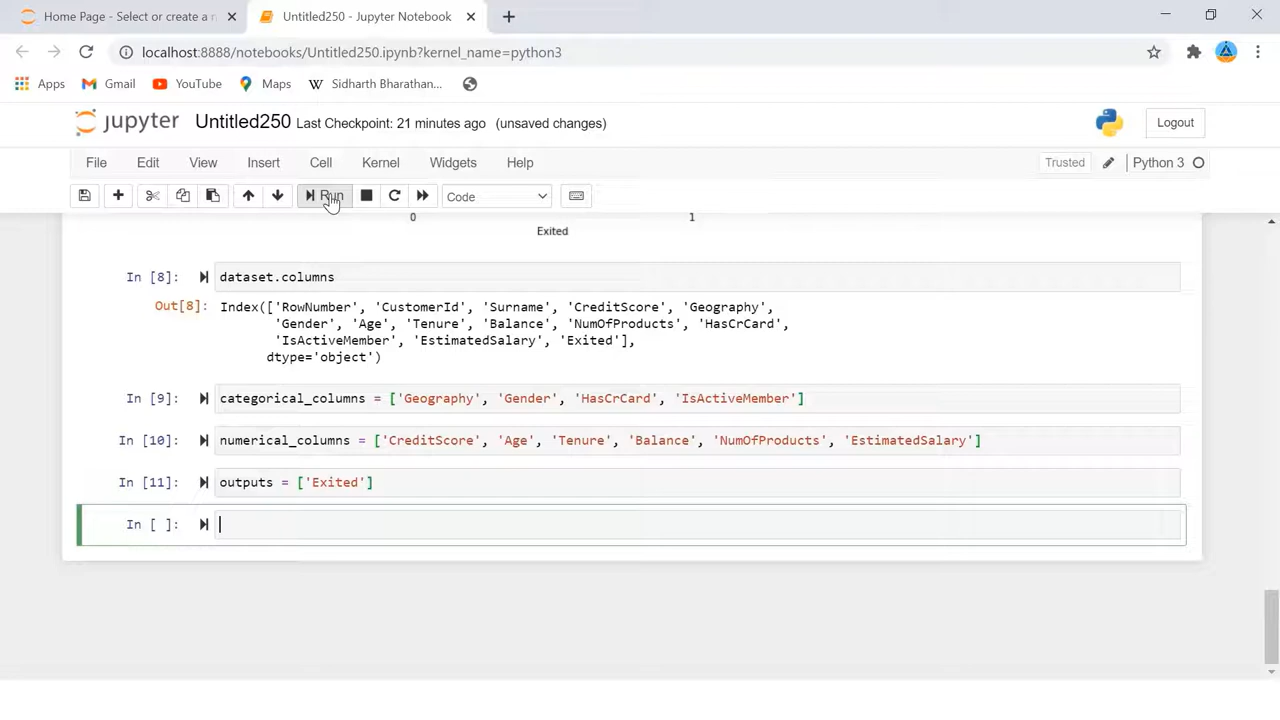 Home Page - Select or create a n
Untitled250 - Jupyter Notebook
localhost:8888/notebooks/Untitled250.ipynb?kernel_name=python3
Apps Gmail YouTube Maps W Sidharth Bharathan...
jupyter Untitled250 Last Checkpoint: 21 minutes ago (unsaved changes) Logout
File Edit View Insert Cell Kernel Widgets Help Trusted Python 3
Run Code
0 1
Exited
In [8]: dataset.columns
Out[8]: Index(['RowNumber', 'CustomerId', 'Surname', 'CreditScore', 'Geography',
'Gender', 'Age', 'Tenure', 'Balance', 'NumOfProducts', 'HasCrCard',
'IsActiveMember', 'EstimatedSalary', 'Exited'],
dtype='object')
In [9]: categorical_columns = ['Geography', 'Gender', 'HasCrCard', 'IsActiveMember']
In [10]: numerical_columns = ['CreditScore', 'Age', 'Tenure', 'Balance', 'NumOfProducts', 'EstimatedSalary']
In [11]: outputs = ['Exited']
In [ ]: